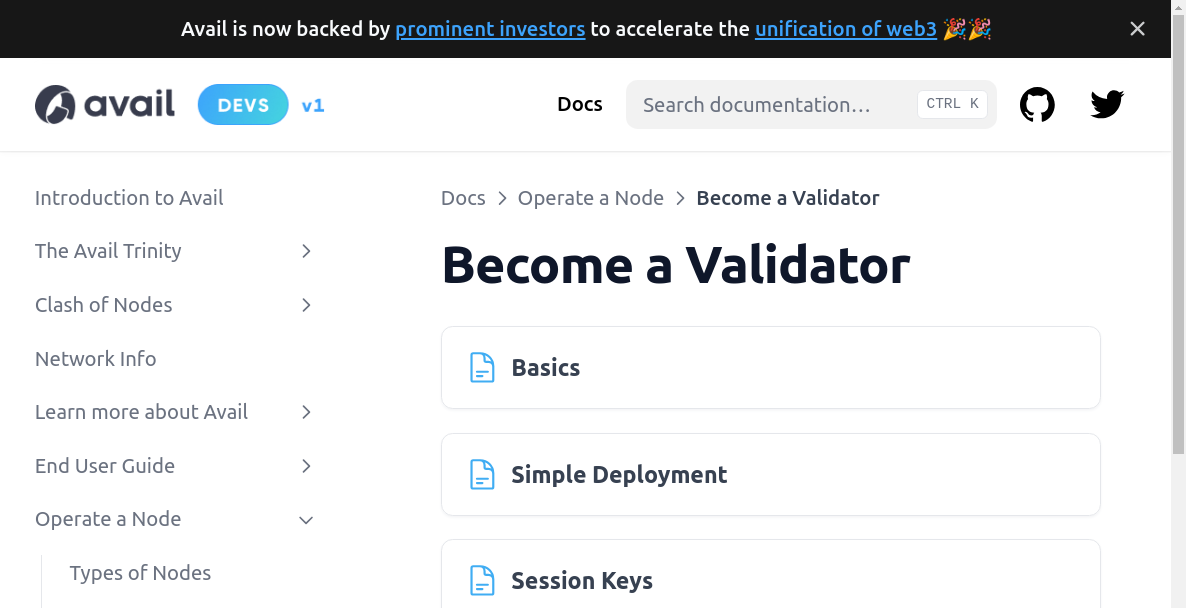 Avail is now backed by prominent investors to accelerate the unification of web3 🎉🎉
avail DEVS v1
Docs
Search documentation…
CTRL K
Introduction to Avail
The Avail Trinity
Clash of Nodes
Network Info
Learn more about Avail
End User Guide
Operate a Node
Types of Nodes
Docs > Operate a Node > Become a Validator
Become a Validator
Basics
Simple Deployment
Session Keys